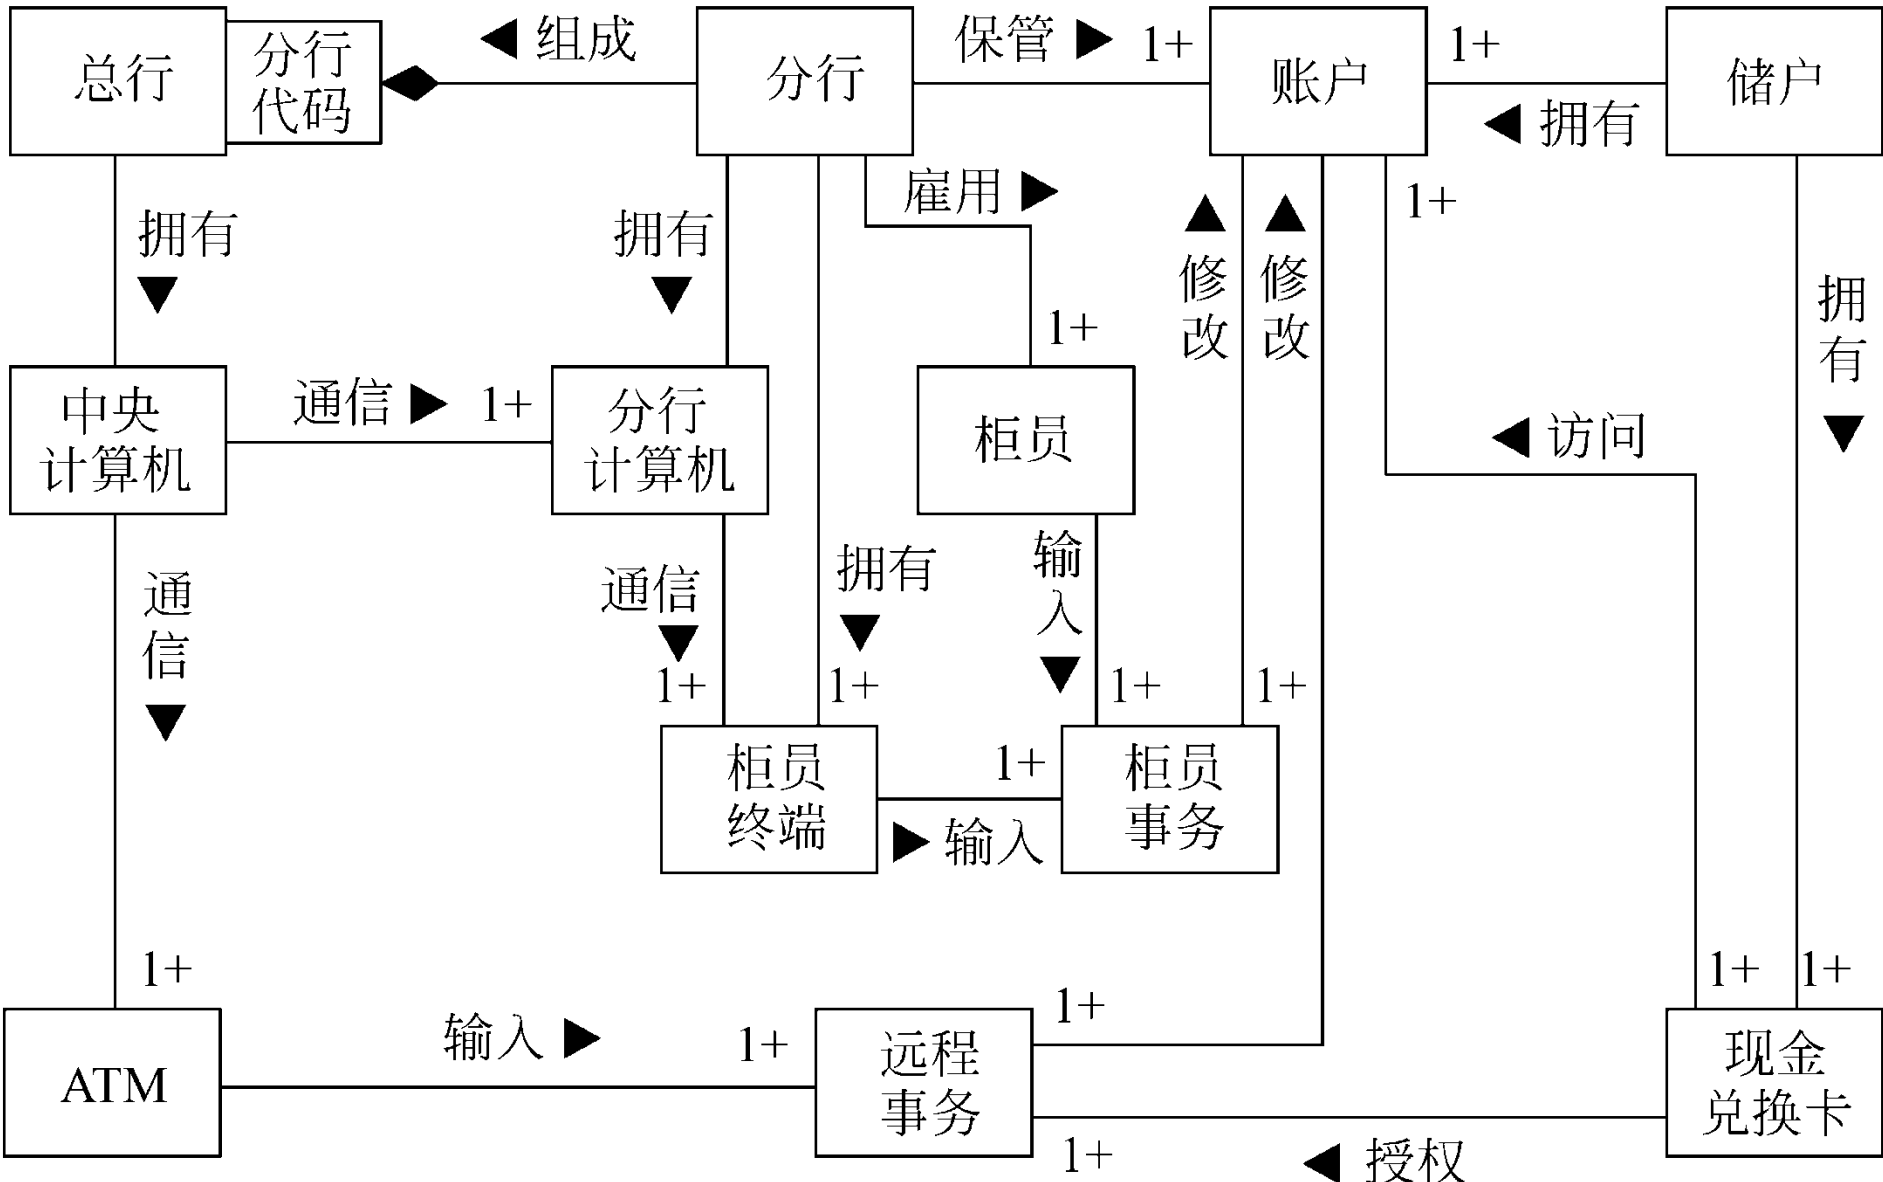 总行
分行
代码
◀ 组成
分行
保管 ▶
1+
账户
1+
储户
◀ 拥有
拥有
▼
拥有
▼
雇用 ▶
1+
▲
修
改
▲
修
改
1+
拥
有
▼
中央
计算机
通信 ▶
1+
分行
计算机
柜员
◀ 访问
通
信
▼
通信
▼
1+
拥有
▼
1+
输
入
▼
1+
1+
柜员
终端
1+
▶ 输入
柜员
事务
1+
1+
1+
1+
ATM
输入 ▶
1+
远程
事务
1+
◀ 授权
现金
兑换卡